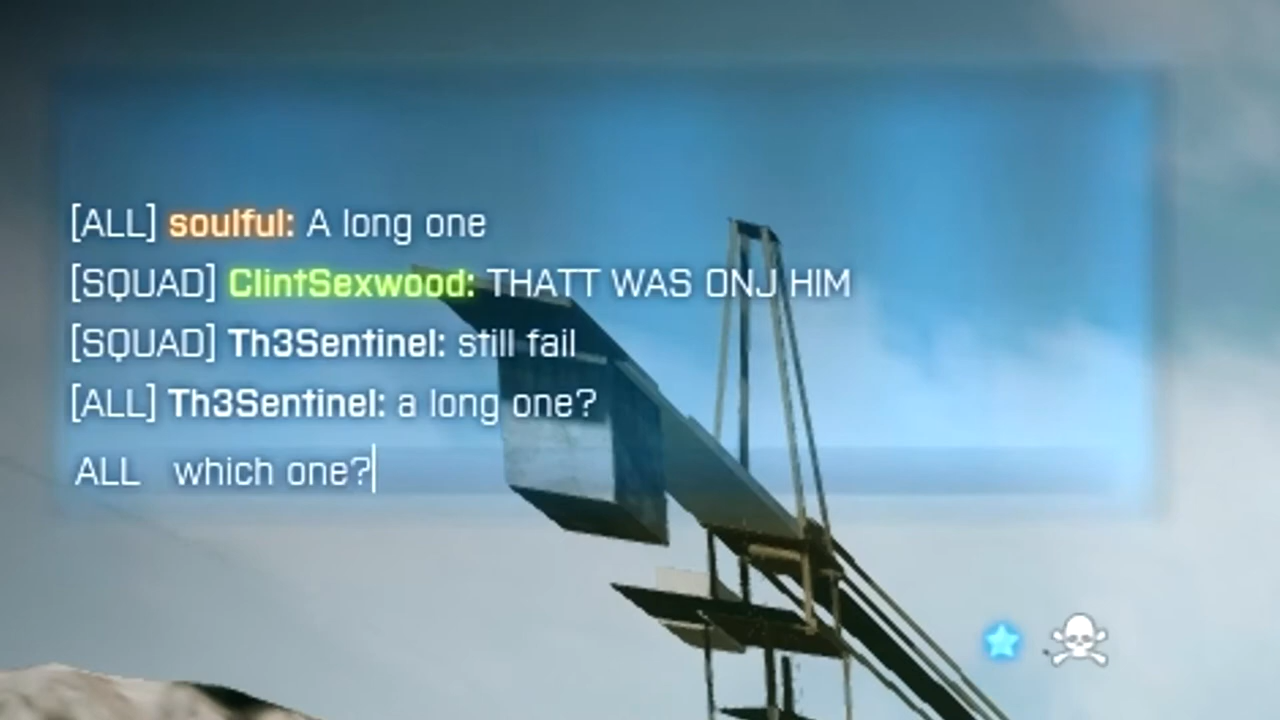 [ALL] soulful: A long one
[SQUAD] ClintSexwood: THATT WAS ONJ HIM
[SQUAD] Th3Sentinel: still fail
[ALL] Th3Sentinel: a long one?
ALL which one?